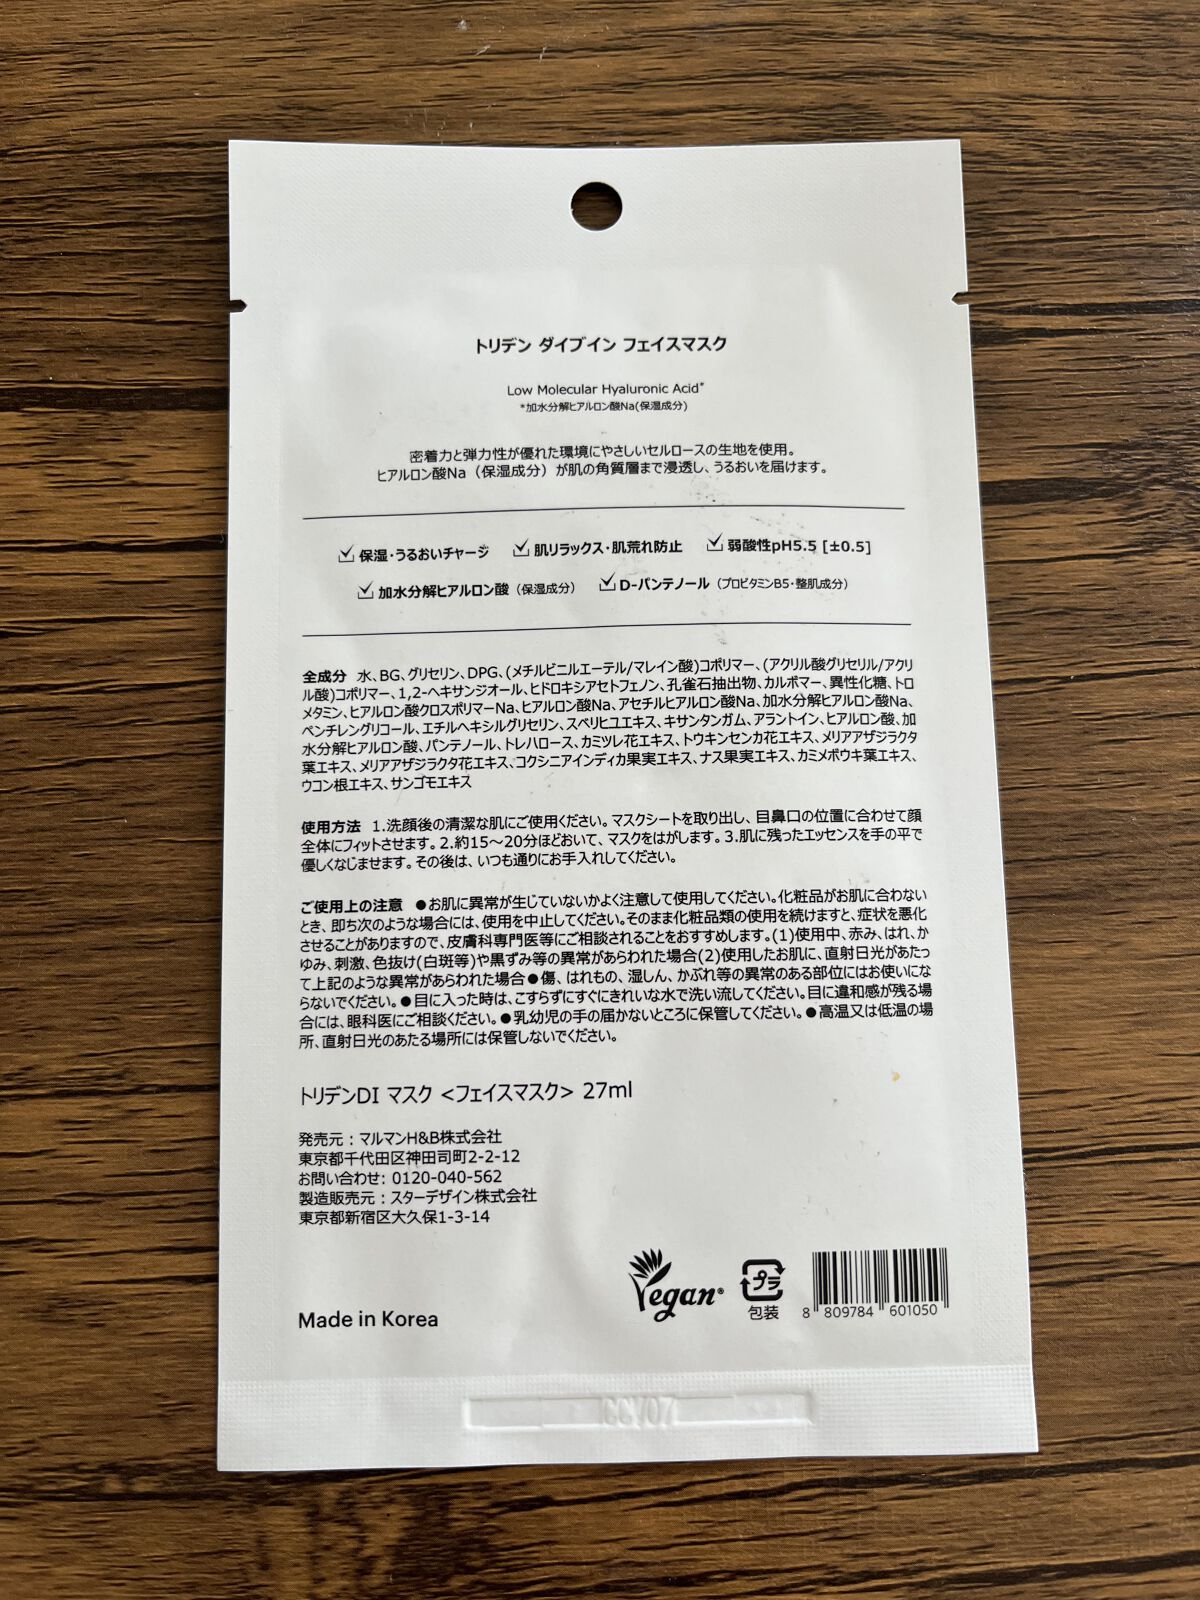 トリデン ダイブイン フェイスマスク
Low Molecular Hyaluronic Acid*
*加水分解ヒアルロン酸Na(保湿成分)
密着力と弾力性が優れた環境にやさしいセルロースの生地を使用。
ヒアルロン酸Na（保湿成分）が肌の角質層まで浸透し、うるおいを届けます。
保湿・うるおいチャージ 肌リラックス・肌荒れ防止 弱酸性pH5.5 [±0.5]
加水分解ヒアルロン酸（保湿成分） D-パンテノール（プロビタミンB5・整肌成分）
全成分 水、BG、グリセリン、DPG、(メチルビニルエーテル/マレイン酸)コポリマー、(アクリル酸グリセリル/アクリ
ル酸)コポリマー、1,2-ヘキサンジオール、ヒドロキシアセトフェノン、孔雀石抽出物、カルボマー、異性化糖、トロ
メタミン、ヒアルロン酸クロスポリマーNa、ヒアルロン酸Na、アセチルヒアルロン酸Na、加水分解ヒアルロン酸Na、
ペンチレングリコール、エチルヘキシルグリセリン、スベリヒユエキス、キサンタンガム、アラントイン、ヒアルロン酸、加
水分解ヒアルロン酸、パンテノール、トレハロース、カミツレ花エキス、トウキンセンカ花エキス、メリアアザジラクタ
葉エキス、メリアアザジラクタ花エキス、コクシニアインディカ果実エキス、ナス果実エキス、カミメボウキ葉エキス、
ウコン根エキス、サンゴモエキス
使用方法 1.洗顔後の清潔な肌にご使用ください。マスクシートを取り出し、目鼻口の位置に合わせて顔
全体にフィットさせます。2.約15～20分ほどおいて、マスクをはがします。3.肌に残ったエッセンスを手の平で
優しくなじませます。その後は、いつも通りにお手入れしてください。
ご使用上の注意 ●お肌に異常が生じていないかよく注意して使用してください。化粧品がお肌に合わない
とき、即ち次のような場合には、使用を中止してください。そのまま化粧品類の使用を続けますと、症状を悪化
させることがありますので、皮膚科専門医等にご相談されることをおすすめします。(1)使用中、赤み、はれ、か
ゆみ、刺激、色抜け(白斑等)や黒ずみ等の異常があらわれた場合(2)使用したお肌に、直射日光があたっ
て上記のような異常があらわれた場合●傷、はれもの、湿しん、かぶれ等の異常のある部位にはお使いにな
らないでください。●目に入った時は、こすらずにすぐにきれいな水で洗い流してください。目に違和感が残る場
合には、眼科医にご相談ください。●乳幼児の手の届かないところに保管してください。●高温又は低温の場
所、直射日光のあたる場所には保管しないでください。
トリデンDI マスク <フェイスマスク> 27ml
発売元：マルマンH&B株式会社
東京都千代田区神田司町2-2-12
お問い合わせ: 0120-040-562
製造販売元：スターデザイン株式会社
東京都新宿区大久保1-3-14
Made in Korea
Vegan®
プラ
包装
8 809784 601050